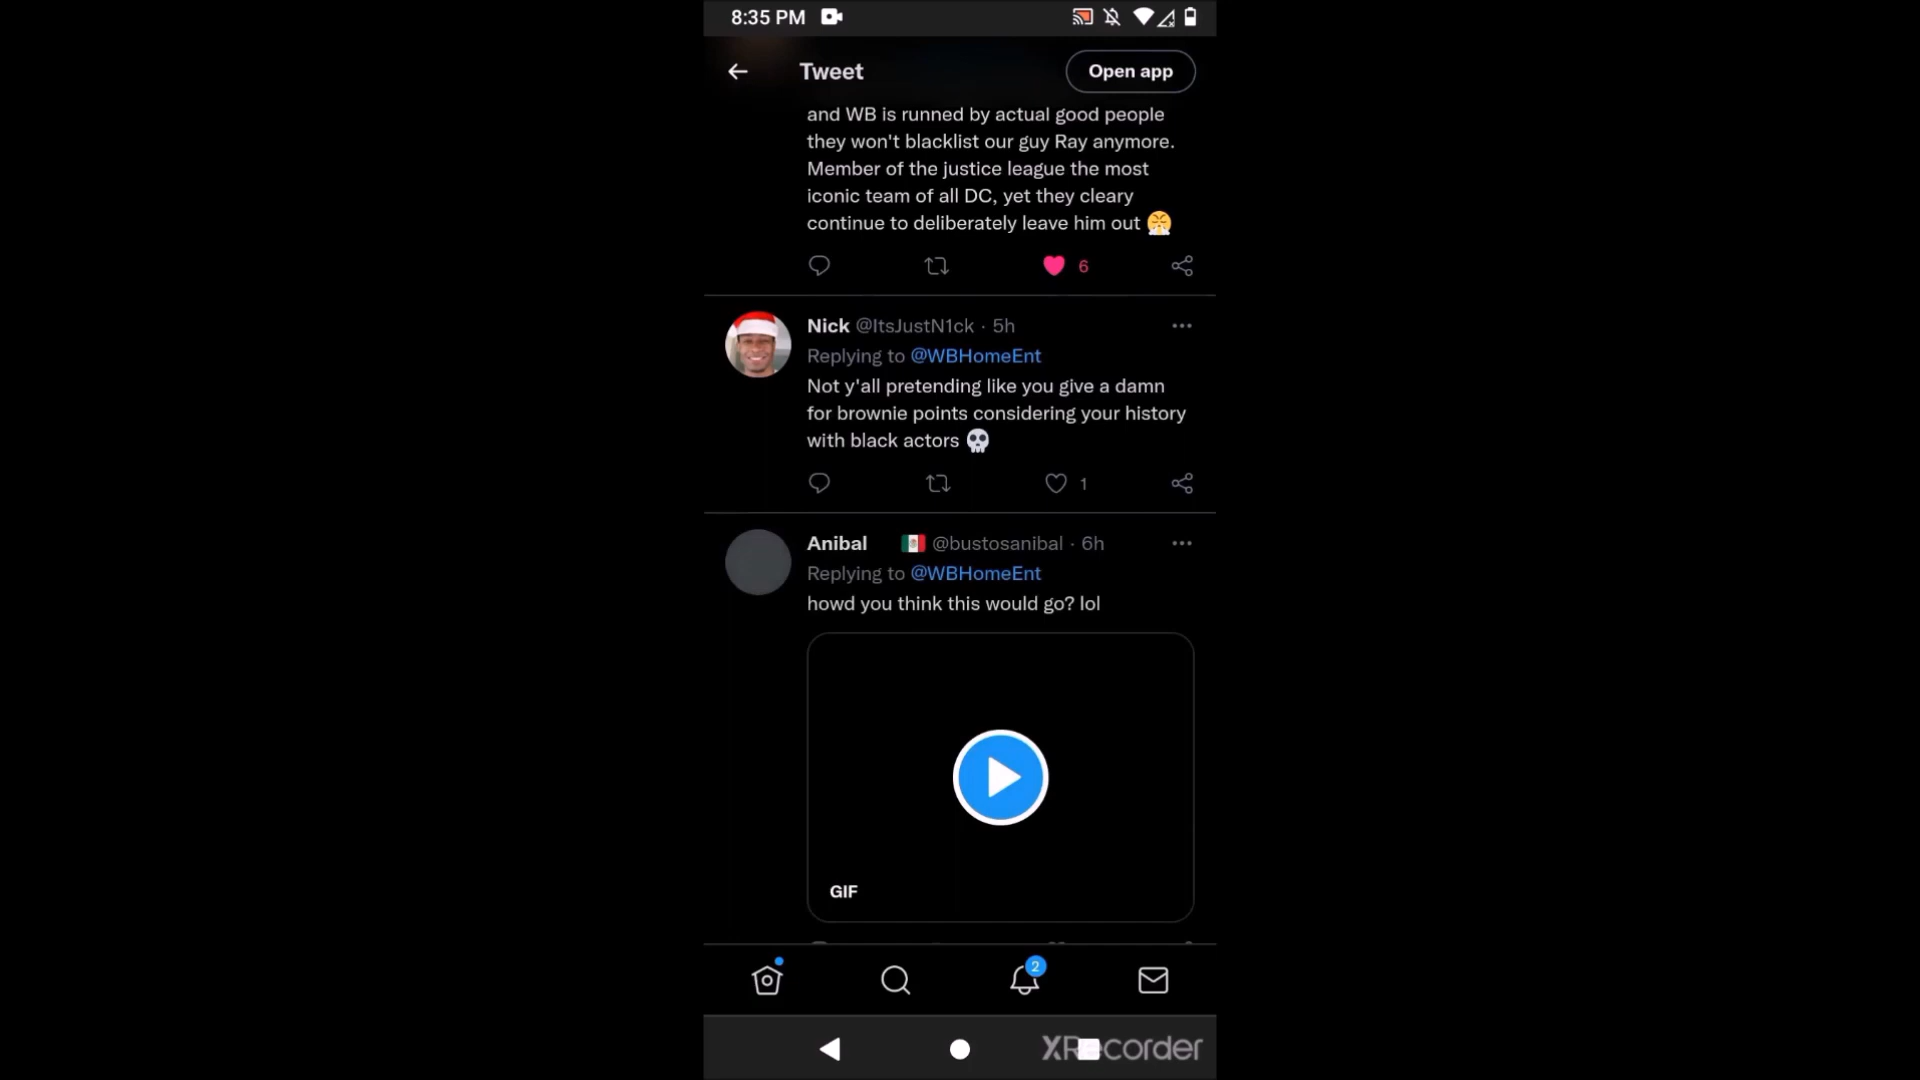 8:35 PM
Tweet
Open app
and WB is runned by actual good people
they won't blacklist our guy Ray anymore.
Member of the justice league the most
iconic team of all DC, yet they cleary
continue to deliberately leave him out 😤
6
Nick @ItsJustN1ck · 5h
Replying to @WBHomeEnt
Not y'all pretending like you give a damn
for brownie points considering your history
with black actors 💀
1
Anibal 🇲🇽 @bustosanibal · 6h
Replying to @WBHomeEnt
howd you think this would go? lol
GIF
2
XRecorder